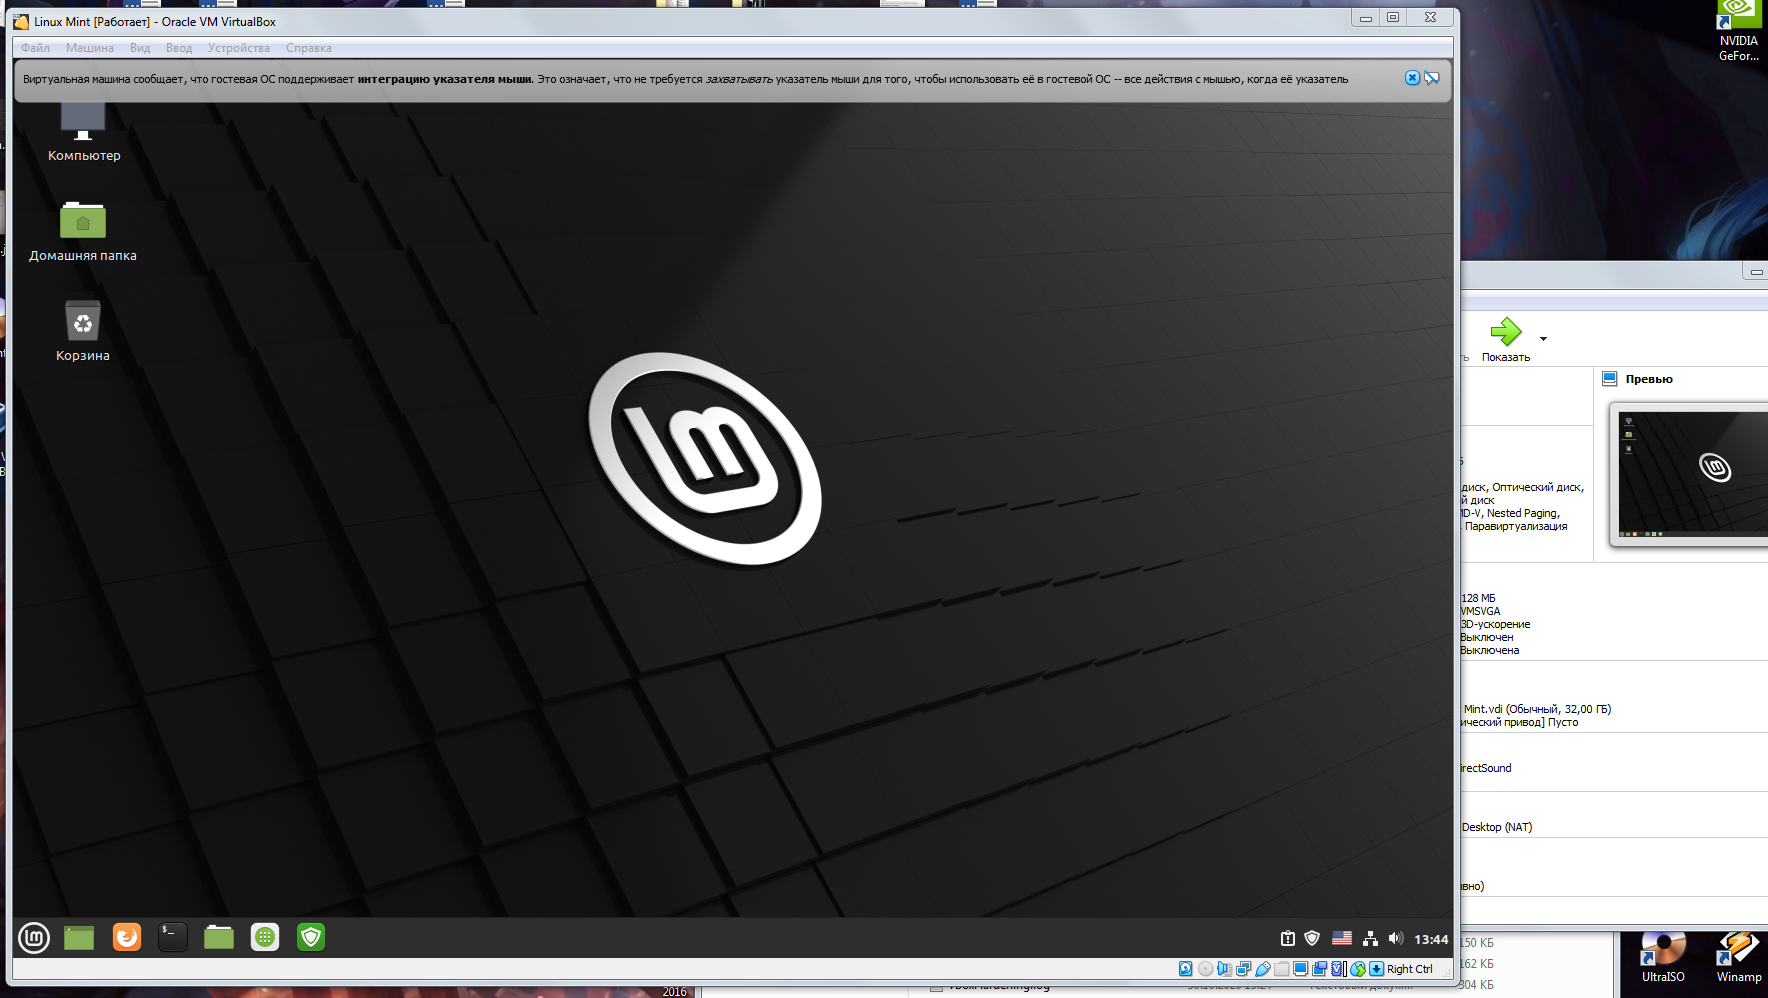 Linux Mint [Работает] - Oracle VM VirtualBox
Файл Машина Вид Ввод Устройства Справка
Виртуальная машина сообщает, что гостевая ОС поддерживает интеграцию указателя мыши. Это означает, что не требуется захватывать указатель мыши для того, чтобы использовать её в гостевой ОС -- все действия с мышью, когда её указатель
Компьютер
Домашняя папка
Корзина
13:44
Right Ctrl
NVIDIA
GeFor...
Показать
Превью
диск, Оптический диск,
й диск
MD-V, Nested Paging,
, Паравиртуализация
128 МБ
VMSVGA
3D-ускорение
Выключен
Выключена
Mint.vdi (Обычный, 32,00 ГБ)
ический привод] Пусто
irectSound
Desktop (NAT)
вно)
150 КБ
162 КБ
304 КБ
2016
UltraISO
Winamp